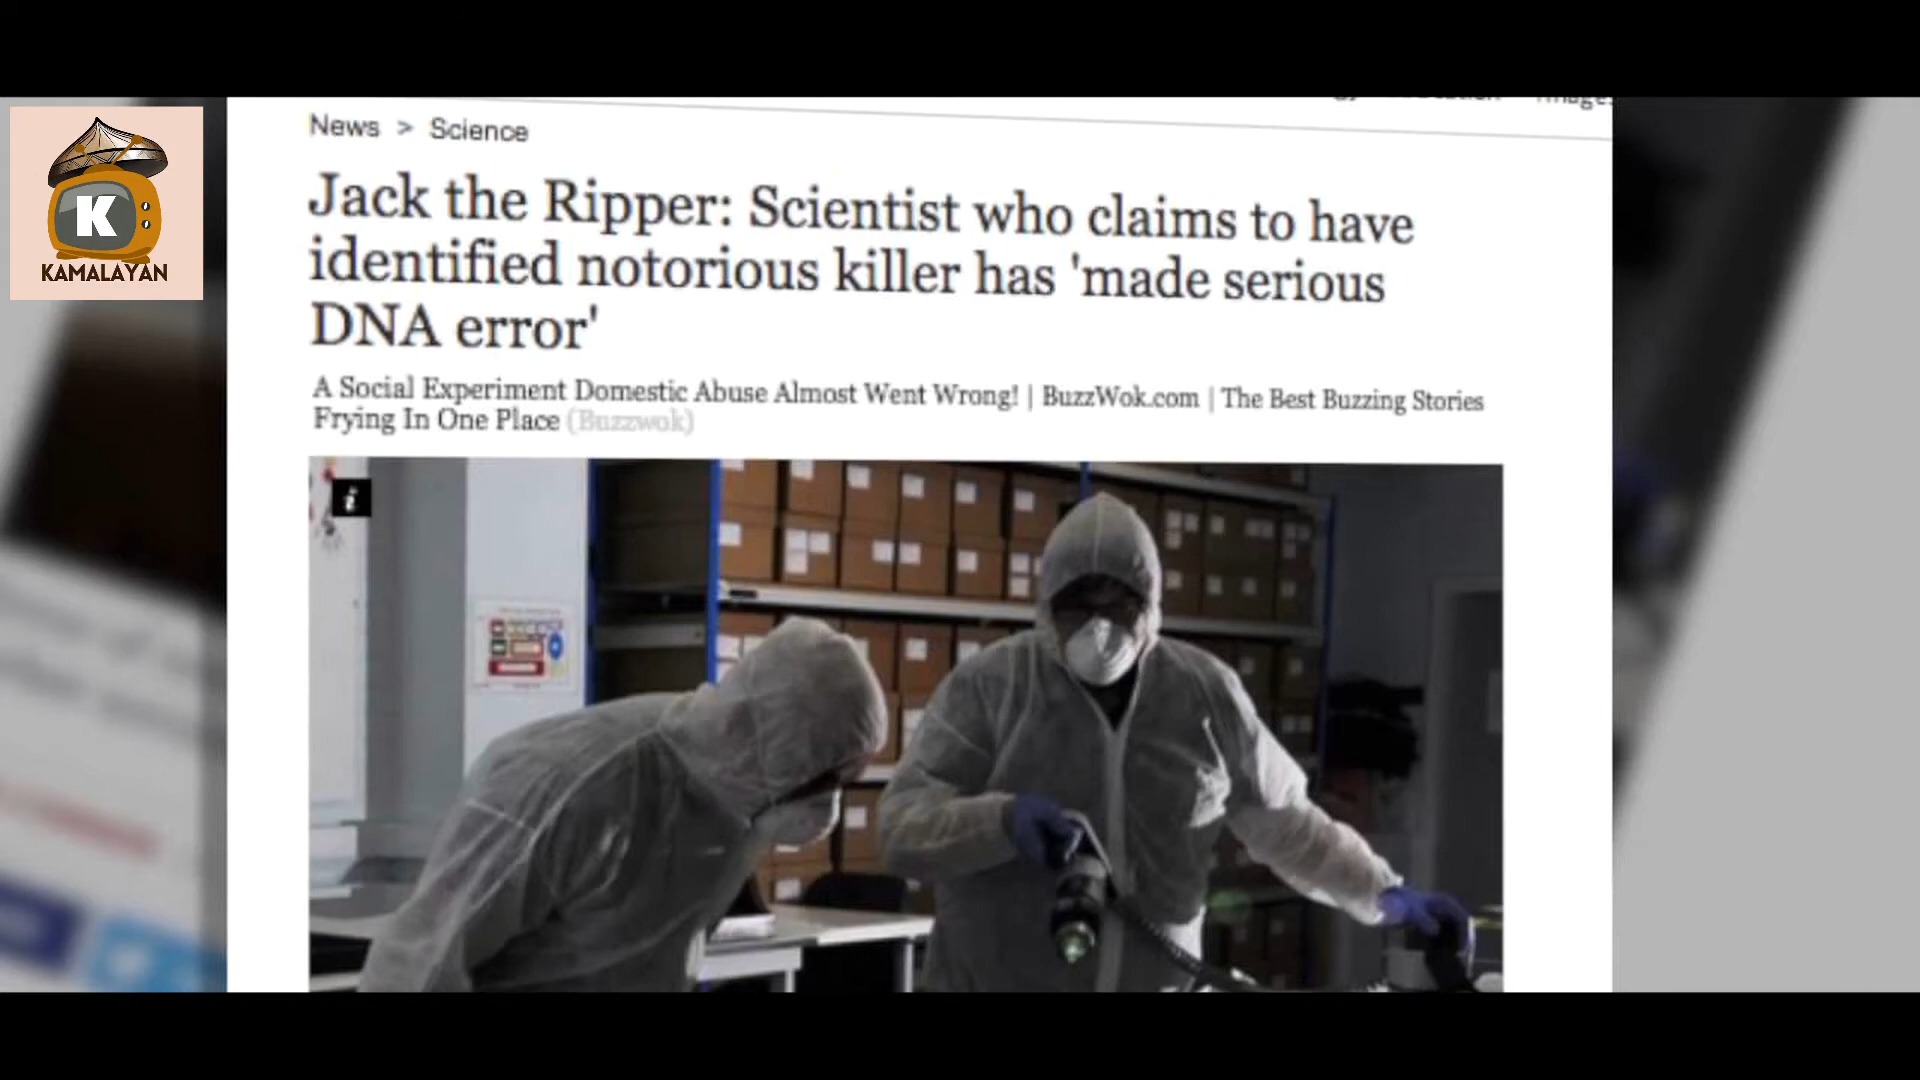 News > Science
K
KAMALAYAN
Jack the Ripper: Scientist who claims to have
identified notorious killer has 'made serious
DNA error'
A Social Experiment Domestic Abuse Almost Went Wrong! | BuzzWok.com | The Best Buzzing Stories
Frying In One Place (Buzzwok)
i